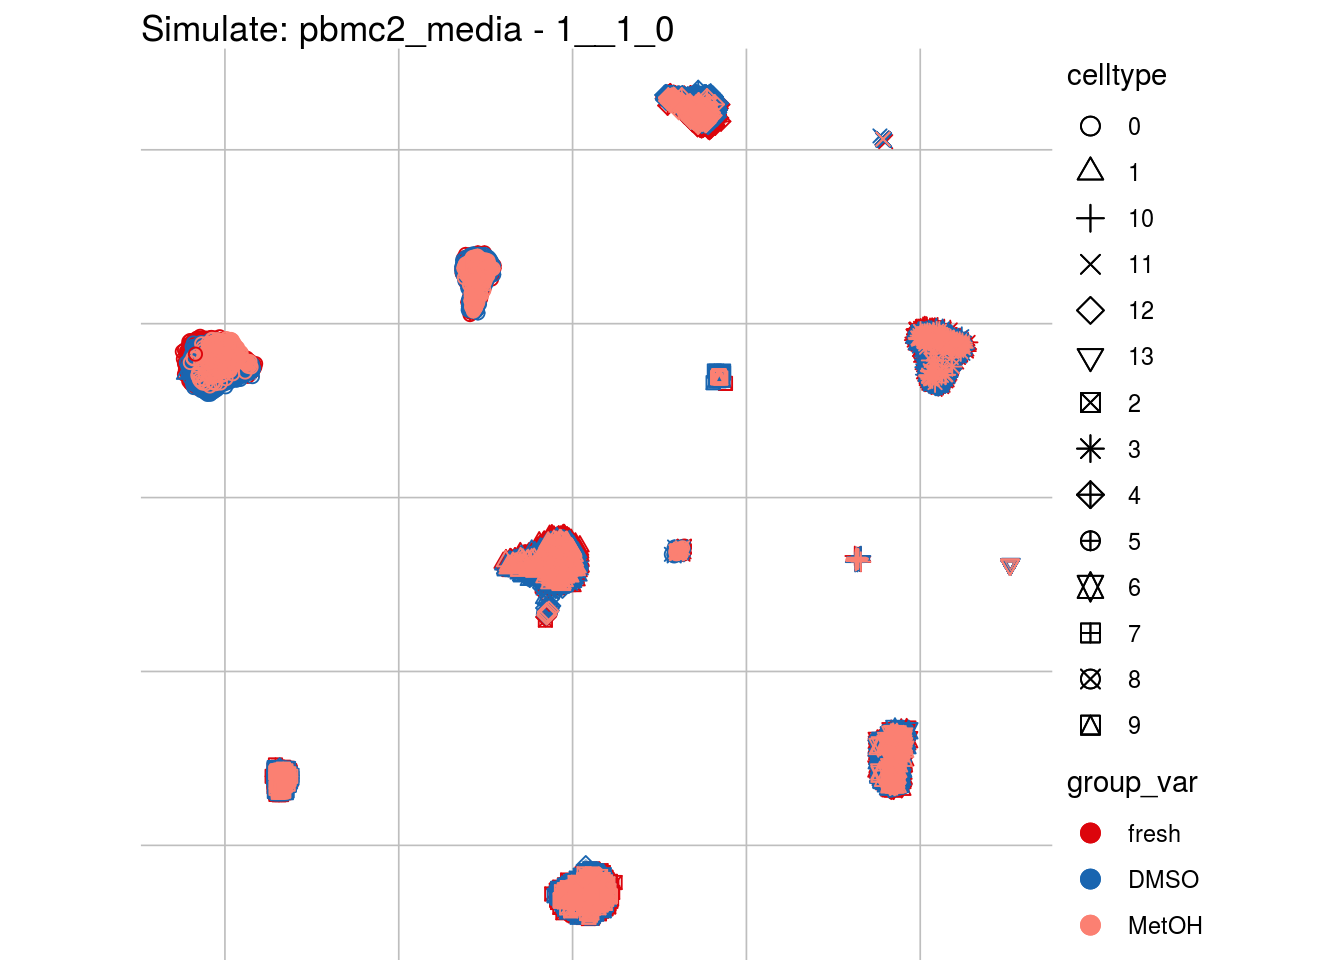 Simulate: pbmc2_media - 1__1_0
celltype
0
1
10
11
12
13
2
3
4
5
6
7
8
9
group_var
fresh
DMSO
MetOH